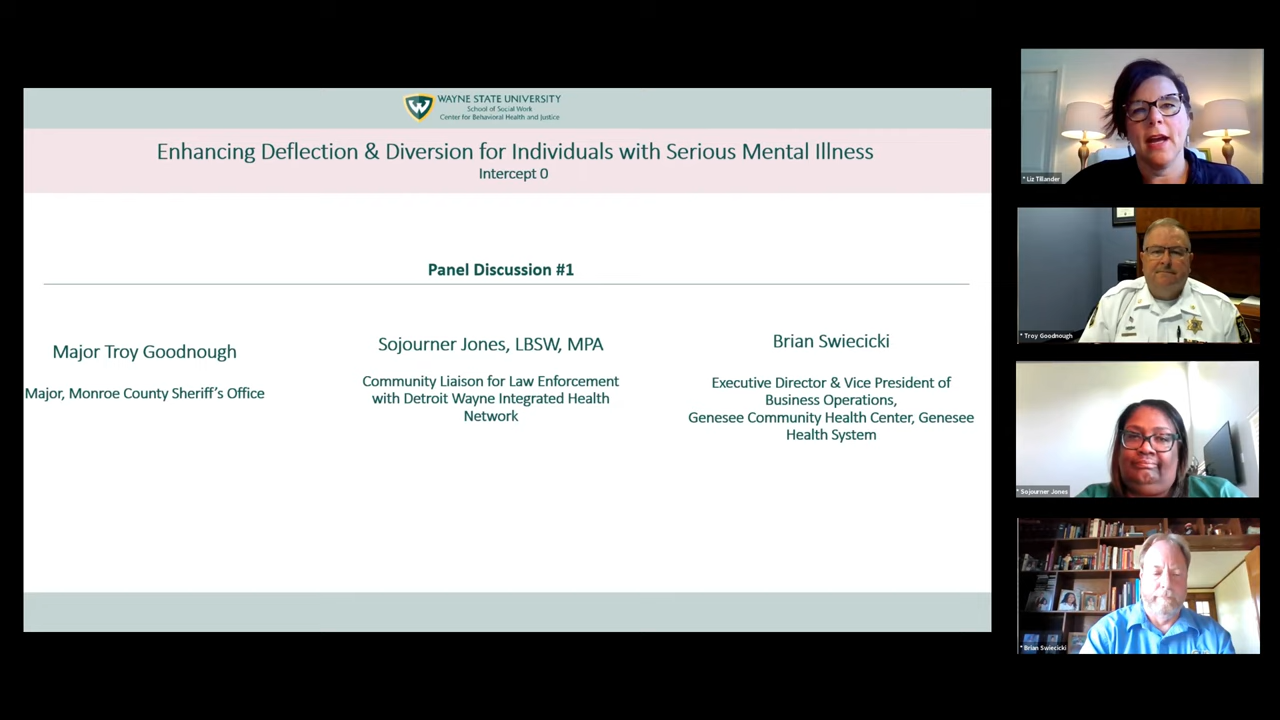 WAYNE STATE UNIVERSITY
School of Social Work
Center for Behavioral Health and Justice
Enhancing Deflection & Diversion for Individuals with Serious Mental Illness
Intercept 0
Panel Discussion #1
Major Troy Goodnough
Major, Monroe County Sheriff's Office
Sojourner Jones, LBSW, MPA
Community Liaison for Law Enforcement
with Detroit Wayne Integrated Health
Network
Brian Swiecicki
Executive Director & Vice President of
Business Operations,
Genesee Community Health Center, Genesee
Health System
* Liz Tillander
* Troy Goodnough
* Sojourner Jones
* Brian Swiecicki